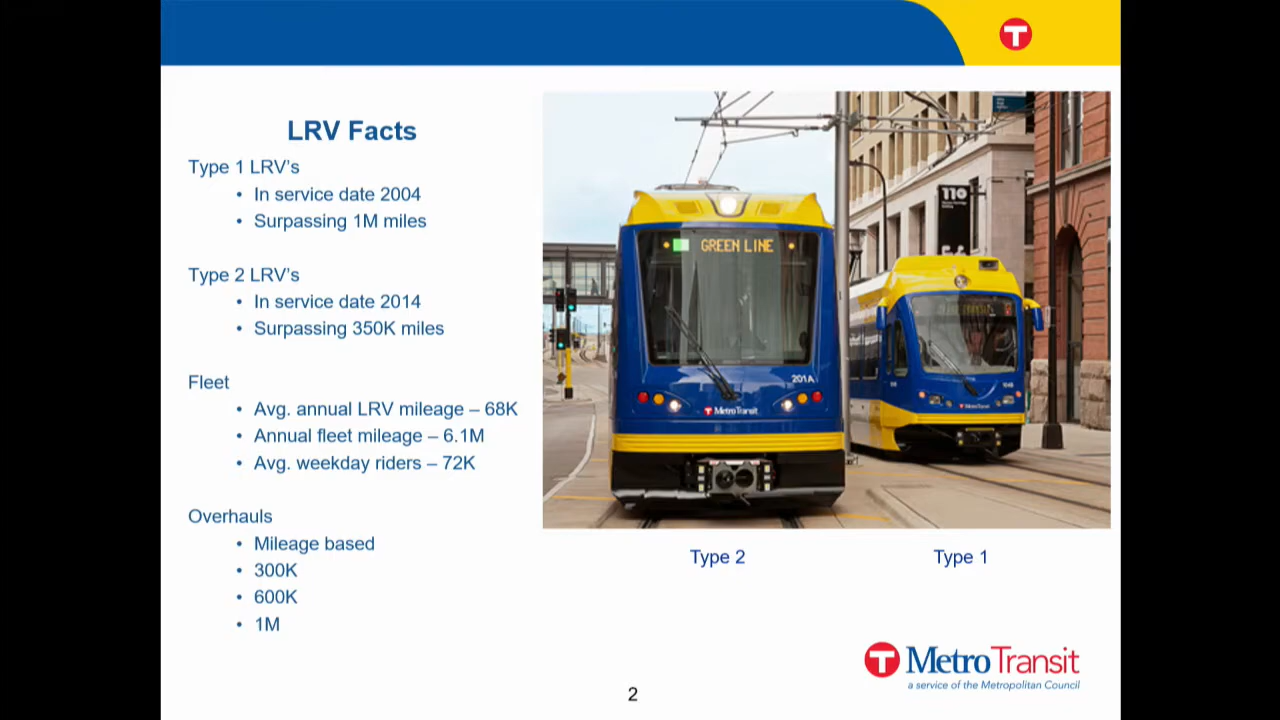 T
LRV Facts
Type 1 LRV's
• In service date 2004
• Surpassing 1M miles
Type 2 LRV's
• In service date 2014
• Surpassing 350K miles
Fleet
• Avg. annual LRV mileage – 68K
• Annual fleet mileage – 6.1M
• Avg. weekday riders – 72K
Overhauls
• Mileage based
• 300K
• 600K
• 1M
110
GREEN LINE
201A
T MetroTransit
MetroTransit
Type 2
Type 1
T MetroTransit
a service of the Metropolitan Council
2